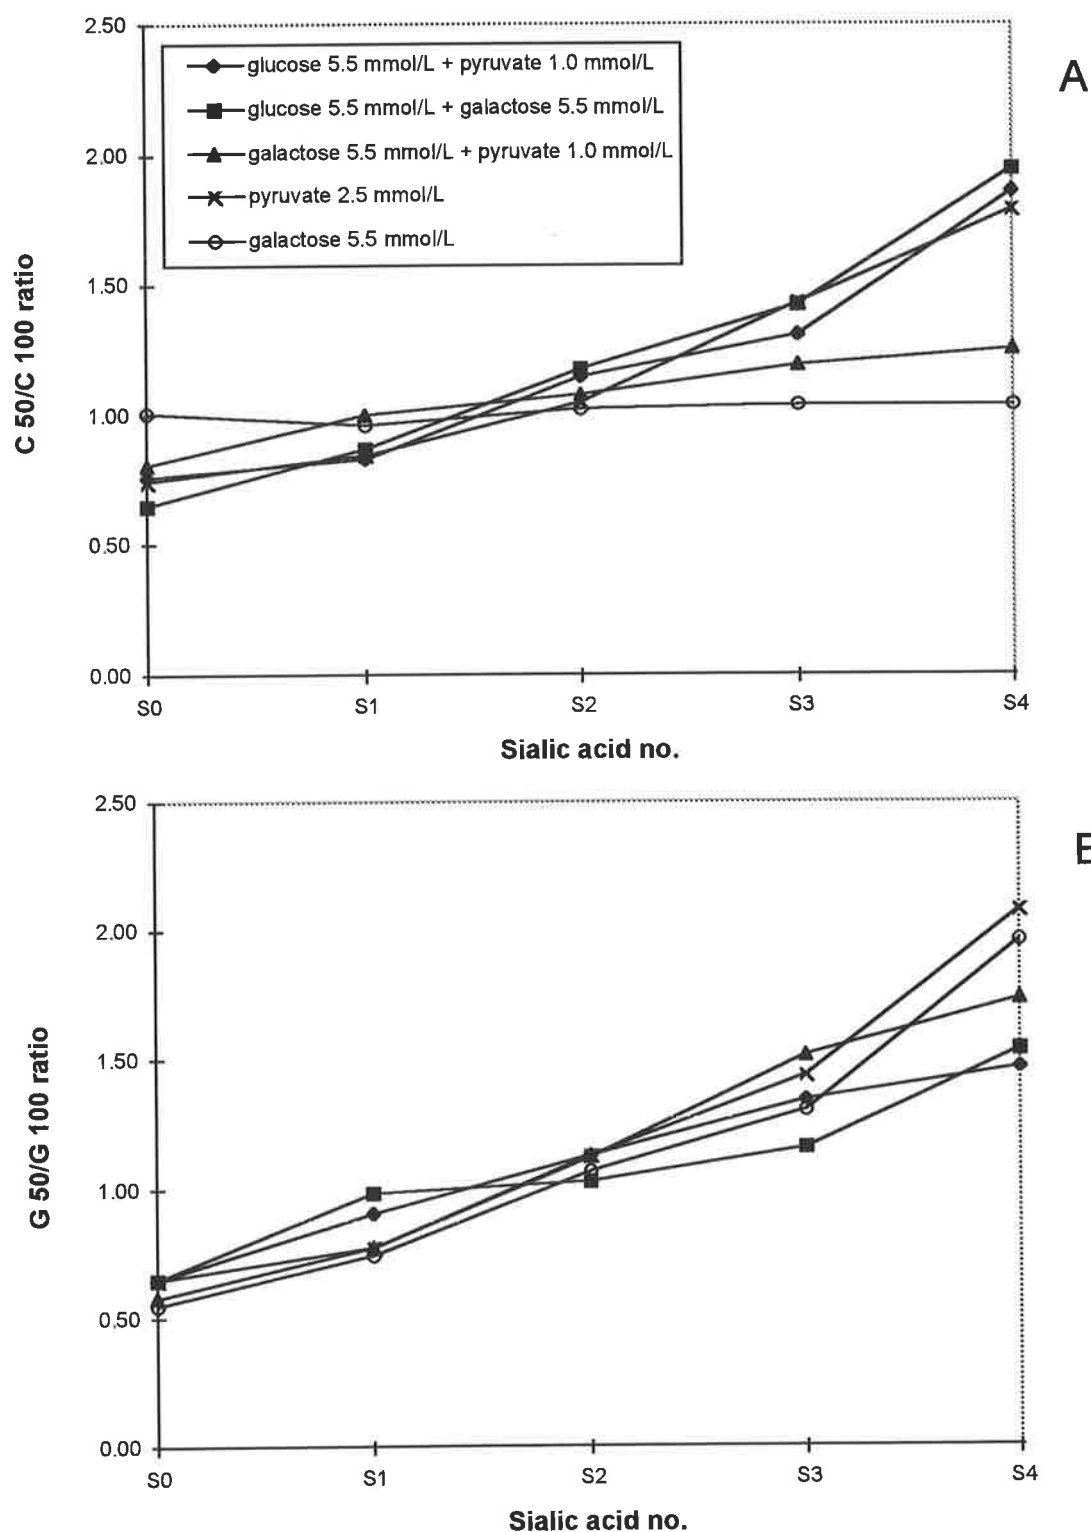 2.50
A
glucose 5.5 mmol/L + pyruvate 1.0 mmol/L
glucose 5.5 mmol/L + galactose 5.5 mmol/L
galactose 5.5 mmol/L + pyruvate 1.0 mmol/L
pyruvate 2.5 mmol/L
galactose 5.5 mmol/L
2.00
1.50
1.00
0.50
0.00
C 50/C 100 ratio
S0 S1 S2 S3 S4
Sialic acid no.
2.50
B
2.00
1.50
1.00
0.50
0.00
G 50/G 100 ratio
S0 S1 S2 S3 S4
Sialic acid no.